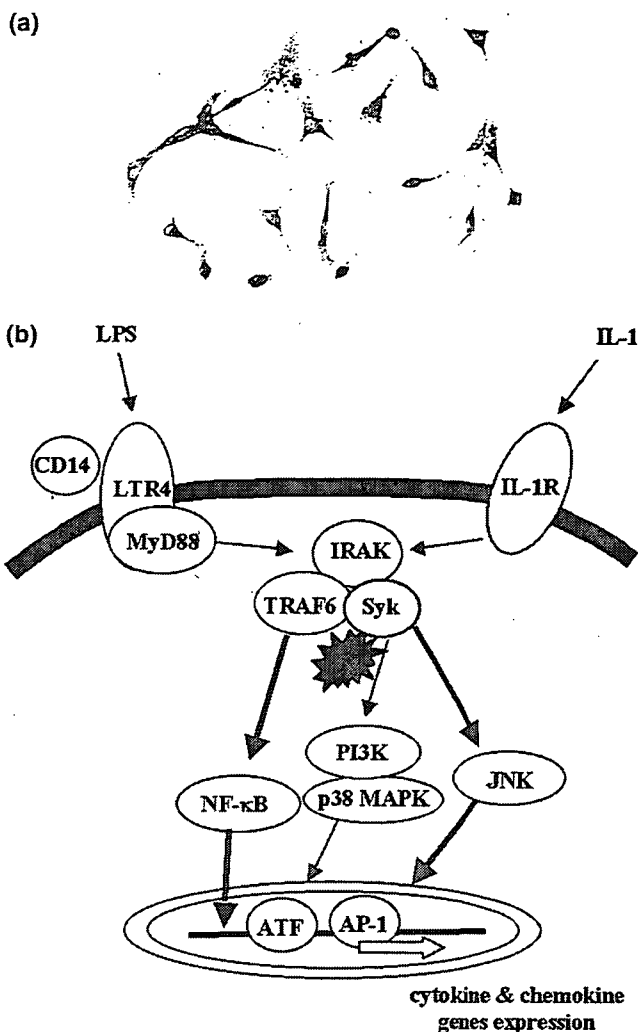 (a)
(b)
LPS
IL-1
CD14
LTR4
IL-1R
MyD88
IRAK
TRAF6
Syk
PI3K
JNK
NF-κB
p38 MAPK
ATF
AP-1
cytokine & chemokine
genes expression